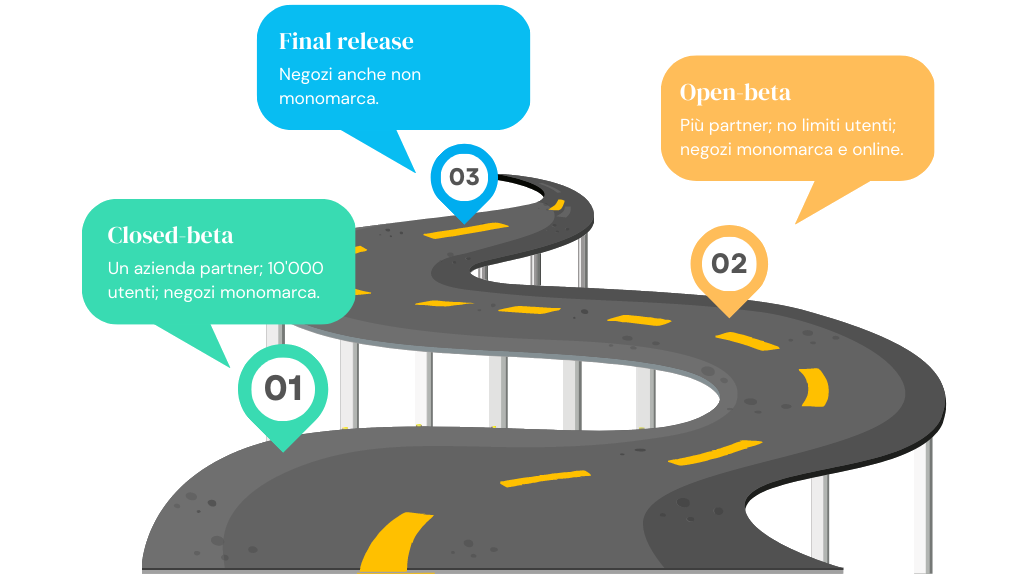 Final release
Negozi anche non
monomarca.
03
Open-beta
Più partner; no limiti utenti;
negozi monomarca e online.
02
Closed-beta
Un azienda partner; 10'000
utenti; negozi monomarca.
01